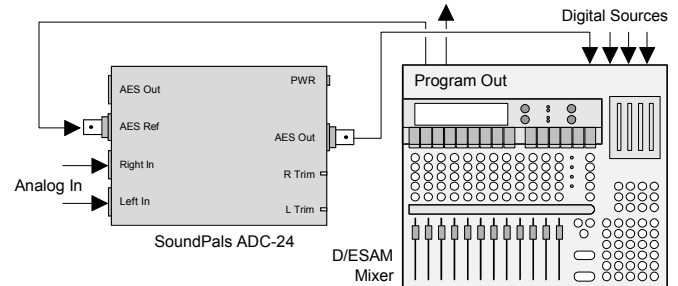 Digital Sources
Program Out
AES Out
PWR
AES Ref
AES Out
Right In
R Trim
Analog In
Left In
L Trim
SoundPals ADC-24
D/ESAM
Mixer